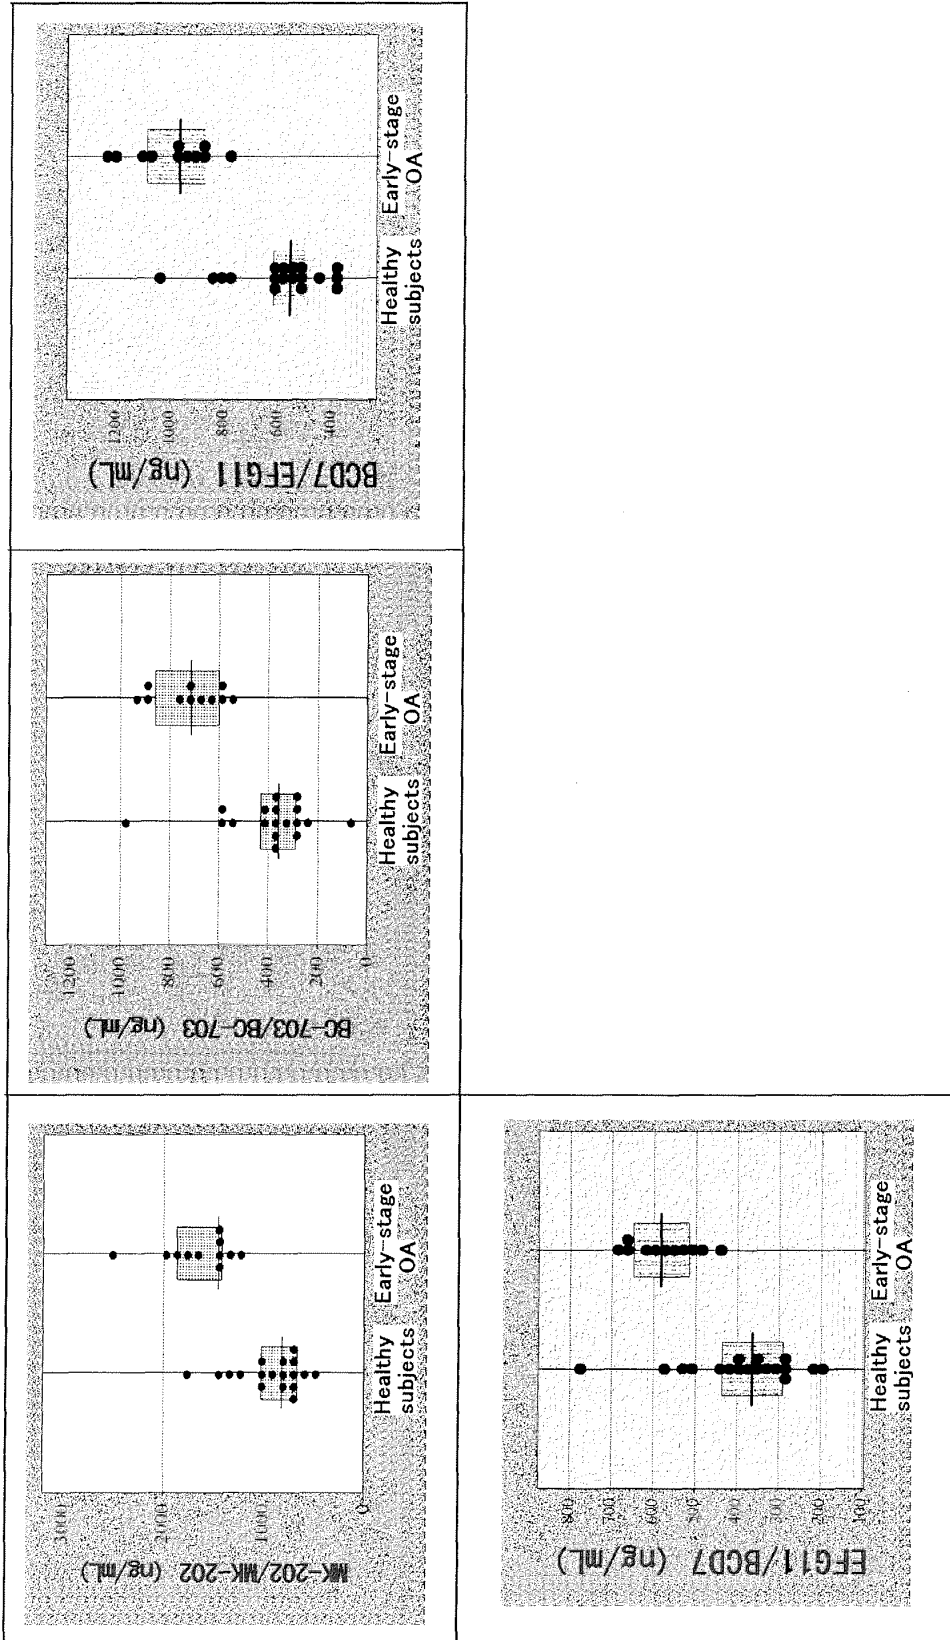 1200
1000
800
600
400
BCD7/EFG11 (ng/mL)
Healthy
subjects
Early-stage
OA
1200
1000
800
600
400
200
0
BC-703/BC-703 (ng/mL)
Healthy
subjects
Early-stage
OA
3000
2000
1000
0
MK-202/MK-202 (ng/mL)
Healthy
subjects
Early-stage
OA
800
700
600
500
400
300
200
100
EFG11/BCD7 (ng/mL)
Healthy
subjects
Early-stage
OA